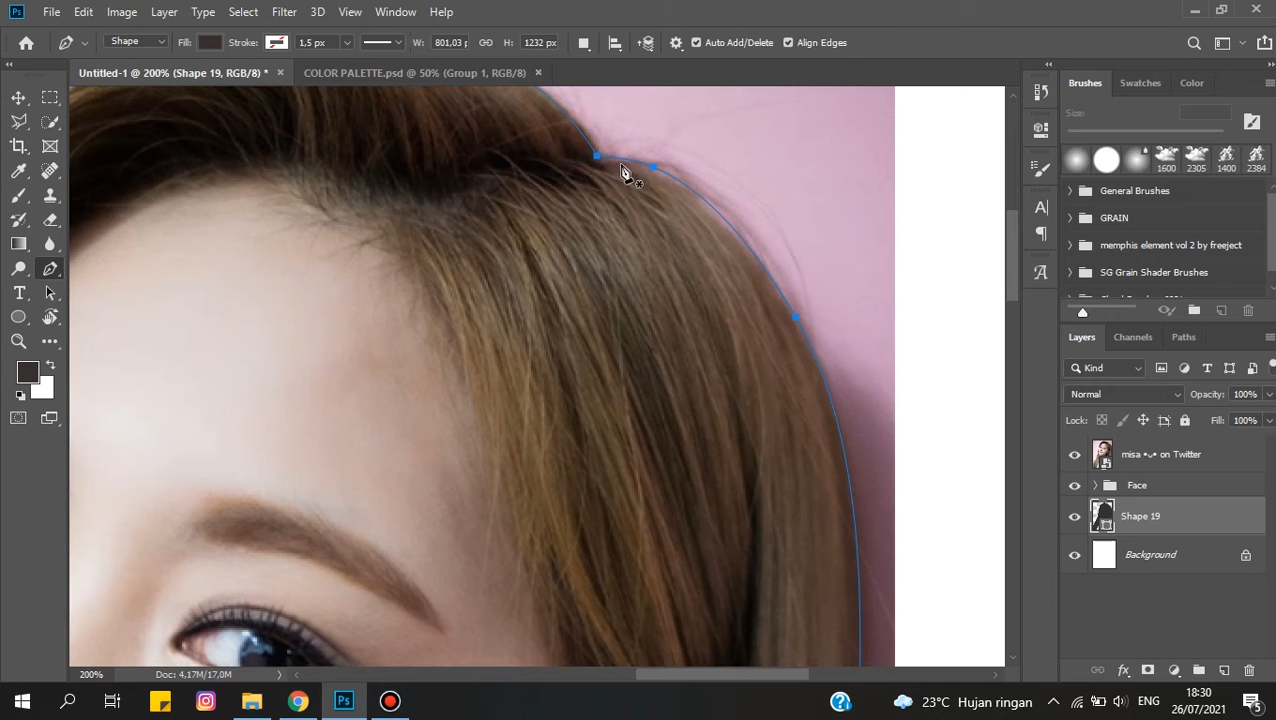 Ps File Edit Image Layer Type Select Filter 3D View Window Help
Shape Fill: Stroke: 1,5 px W: 801,03 p H: 1232 px Auto Add/Delete Align Edges
Untitled-1 @ 200% (Shape 19, RGB/8) * × COLOR PALETTE.psd @ 50% (Group 1, RGB/8) ×
Brushes Swatches Color
Size:
1600 2305 1400 2384
General Brushes
GRAIN
memphis element vol 2 by freeject
SG Grain Shader Brushes
Layers Channels Paths
Kind
Normal Opacity: 100%
Lock: Fill: 100%
misa •ᴗ• on Twitter
Face
Shape 19
Background
200% Doc: 4,17M/17,0M
Ps 23°C Hujan ringan ENG 18:30
26/07/2021 5